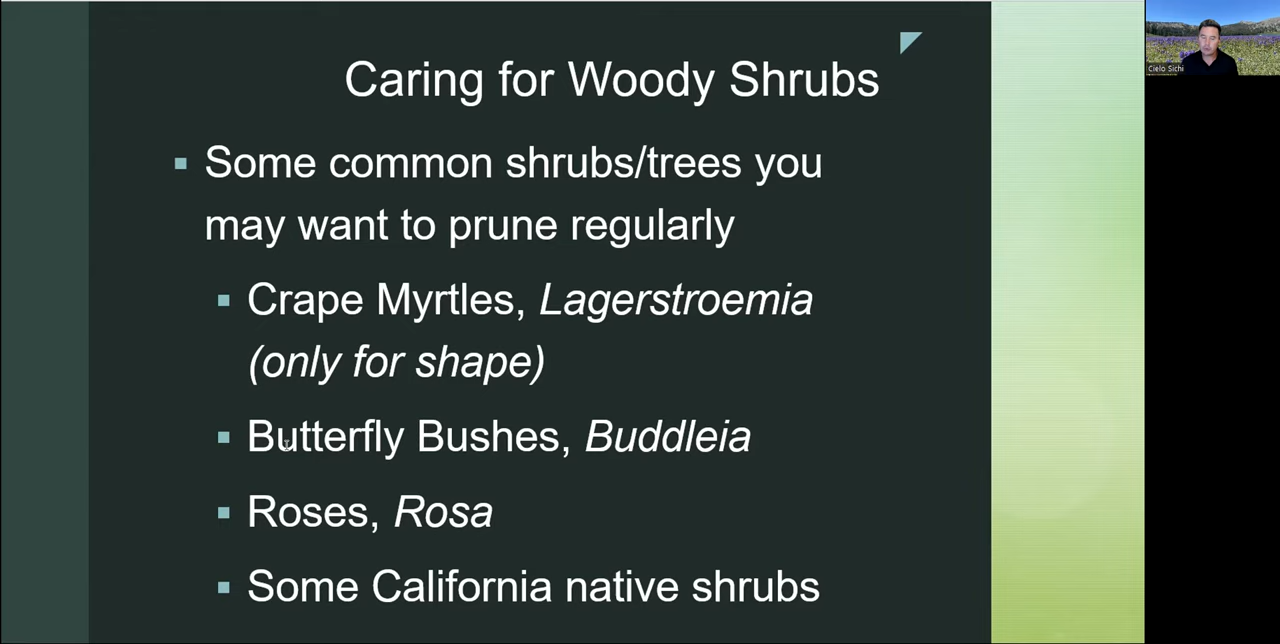 Caring for Woody Shrubs
Some common shrubs/trees you
may want to prune regularly
Crape Myrtles, Lagerstroemia
(only for shape)
Butterfly Bushes, Buddleia
Roses, Rosa
Some California native shrubs
Cielo Sichi